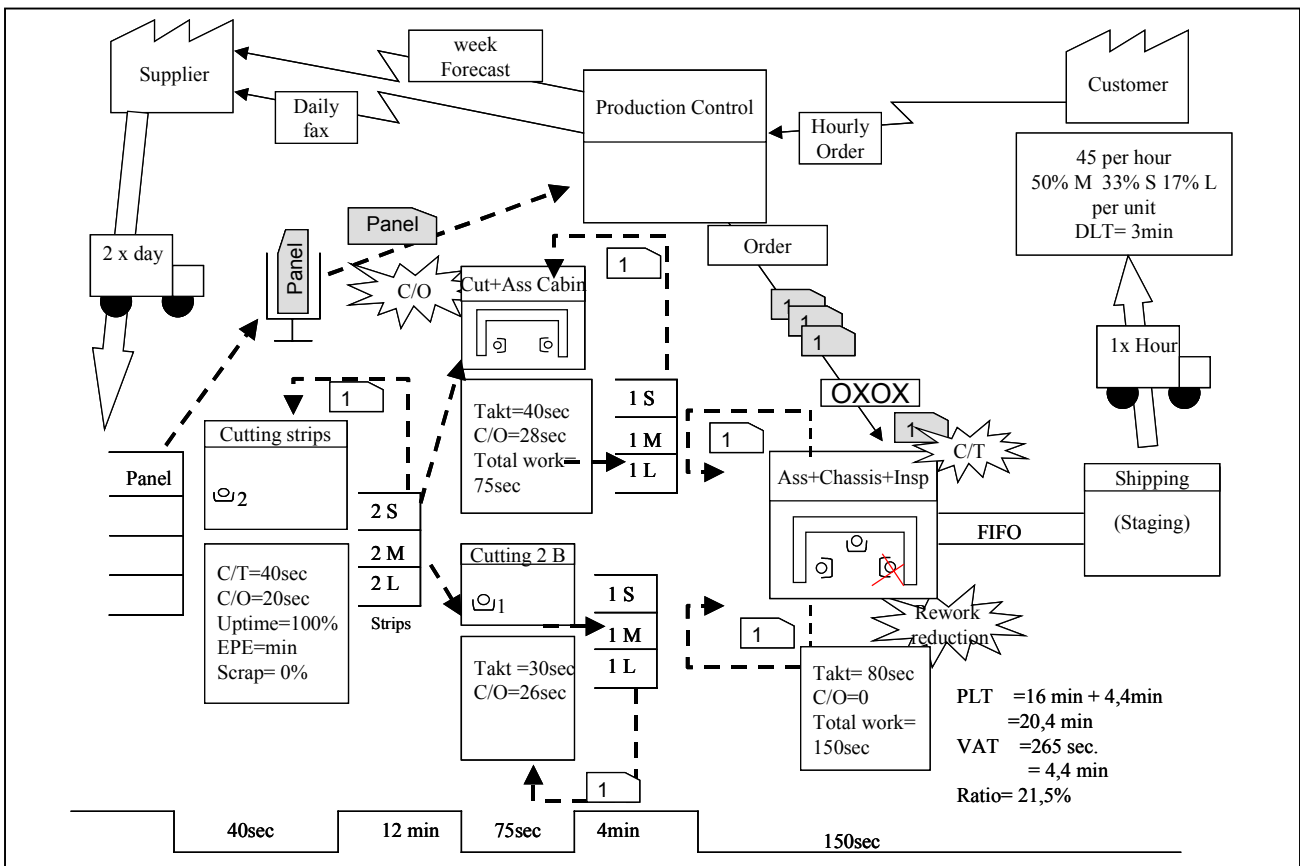 week
Forecast
Supplier
Daily
fax
Production Control
Hourly
Order
Customer
45 per hour
50% M 33% S 17% L
per unit
DLT= 3min
2 x day
Panel
Panel
C/O
1
Cut+Ass Cabin
Order
1
1
1
1x Hour
OXOX
1
C/T
Takt=40sec
C/O=28sec
Total work=
75sec
1 S
1 M
1 L
1
1
Cutting strips
2
Panel
2 S
2 M
2 L
Strips
C/T=40sec
C/O=20sec
Uptime=100%
EPE=min
Scrap= 0%
Ass+Chassis+Insp
FIFO
Shipping
(Staging)
Cutting 2 B
1
1 S
1 M
1 L
1
Takt =30sec
C/O=26sec
Rework
reduction
Takt= 80sec
C/O=0
Total work=
150sec
PLT =16 min + 4,4min
=20,4 min
VAT =265 sec.
= 4,4 min
Ratio= 21,5%
1
40sec
12 min
75sec
4min
150sec